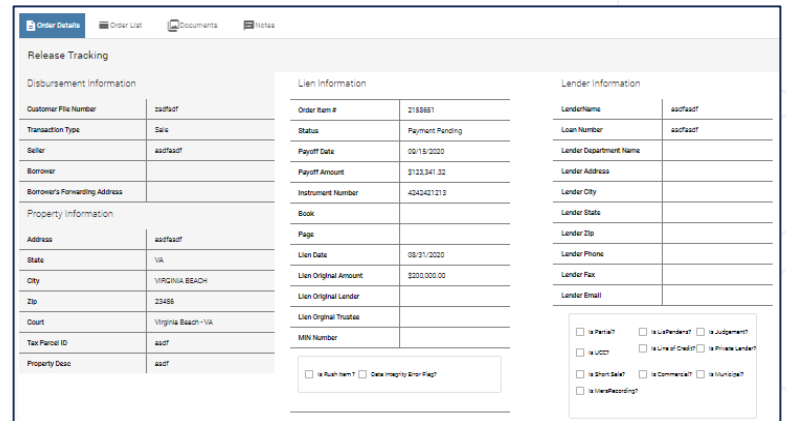 Order Details Order List Documents Notes
Release Tracking
Disbursement Information
Customer File Number zadfadf
Transaction Type Sale
Seller asdfasdf
Borrower
Borrower's Forwarding Address
Property Information
Address asdfasdf
State VA
City VIRGINIA BEACH
Zip 23455
Court Virginia Beach - VA
Tax Parcel ID asdf
Property Desc asdf
Lien Information
Order Item # 2158651
Status Payment Pending
Payoff Date 09/15/2020
Payoff Amount $123,341.32
Instrument Number 4242421213
Book
Page
Lien Date 08/31/2020
Lien Original Amount $200,000.00
Lien Original Lender
Lien Orginal Trustee
MIN Number
Is Rush Item ? Data Integrity Error Flag?
Lender Information
LenderName asdfasdf
Loan Number asdfasdf
Lender Department Name
Lender Address
Lender City
Lender State
Lender Zip
Lender Phone
Lender Fax
Lender Email
Is Partial? Is LisPendens? Is Judgement?
Is UCC? Is Line of Credit? Is Private Lender?
Is Short Sale? Is Commercial? Is Municipal?
Is MersRecording?